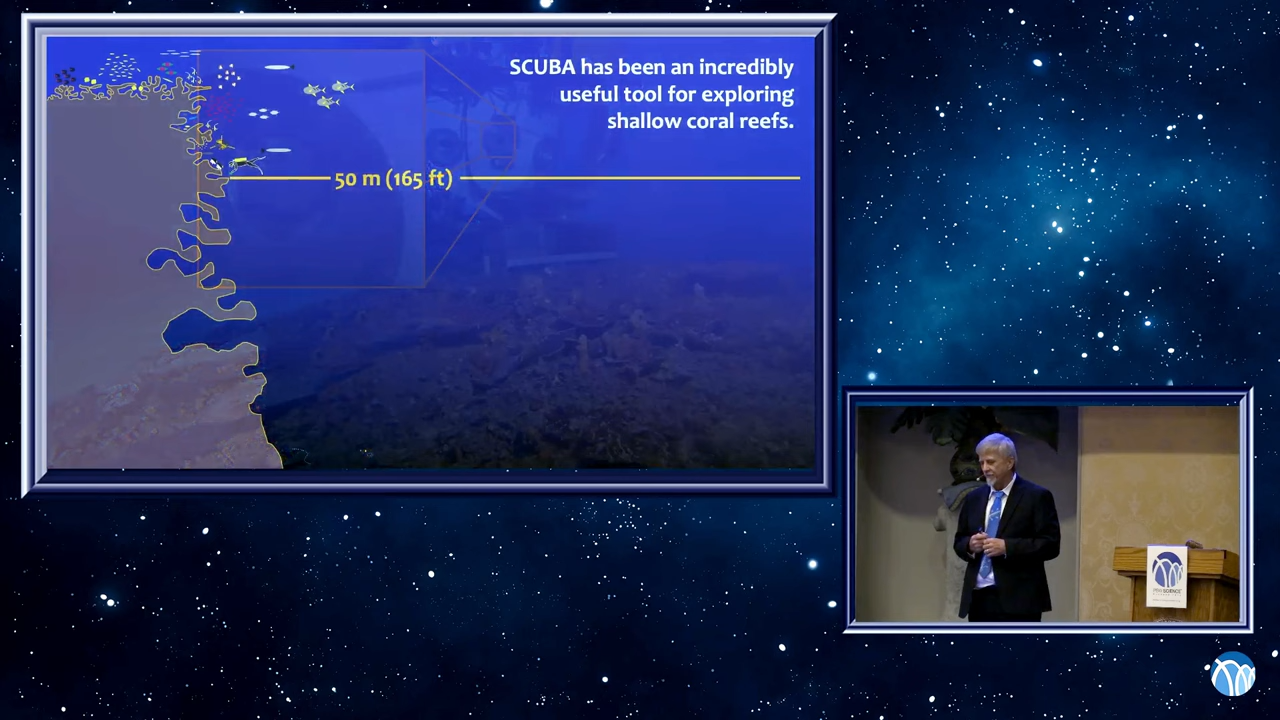 SCUBA has been an incredibly
useful tool for exploring
shallow coral reefs.
50 m (165 ft)